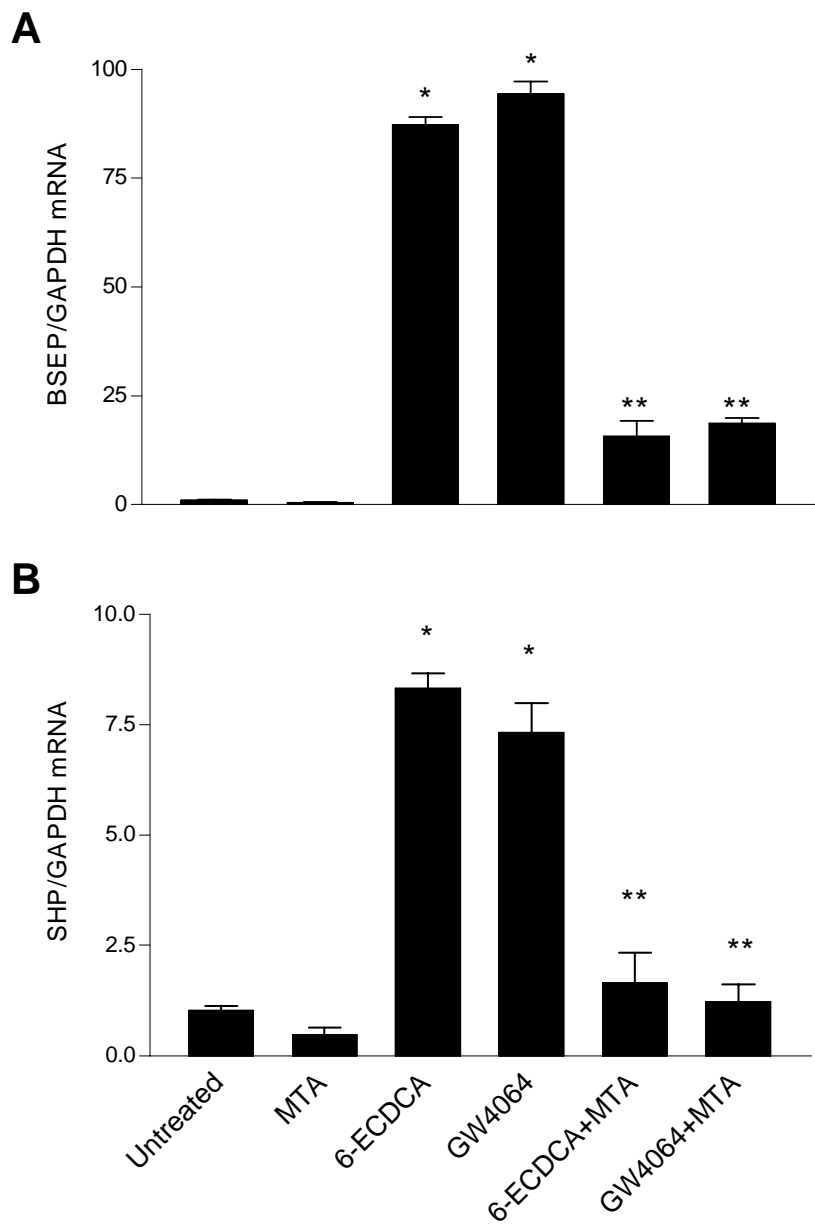 A
BSEP/GAPDH mRNA
100
75
50
25
0
*
*
**
**
B
SHP/GAPDH mRNA
10.0
7.5
5.0
2.5
0.0
*
*
**
**
Untreated
MTA
6-ECDCA
GW4064
6-ECDCA+MTA
GW4064+MTA